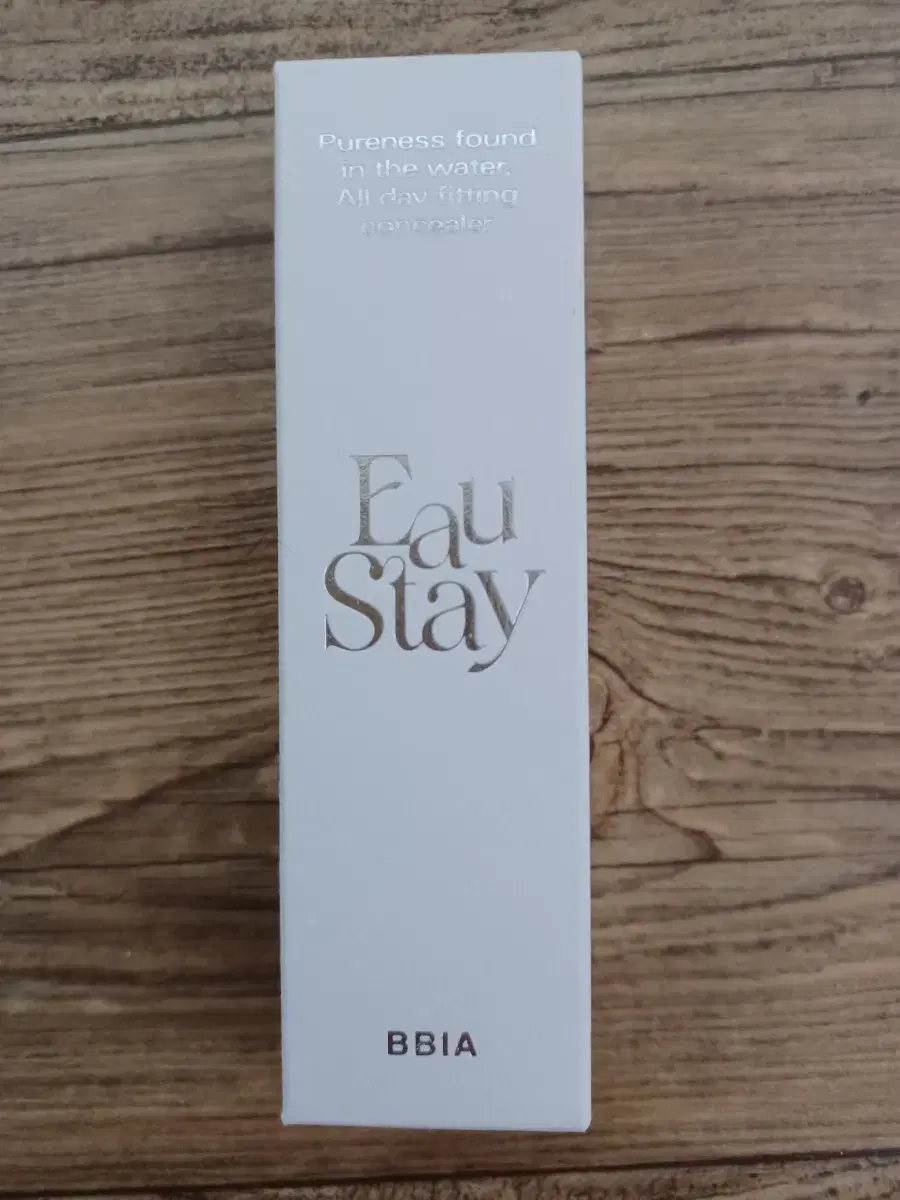 Pureness found
in the water.
All day fitting
concealer
Eau
Stay
BBIA